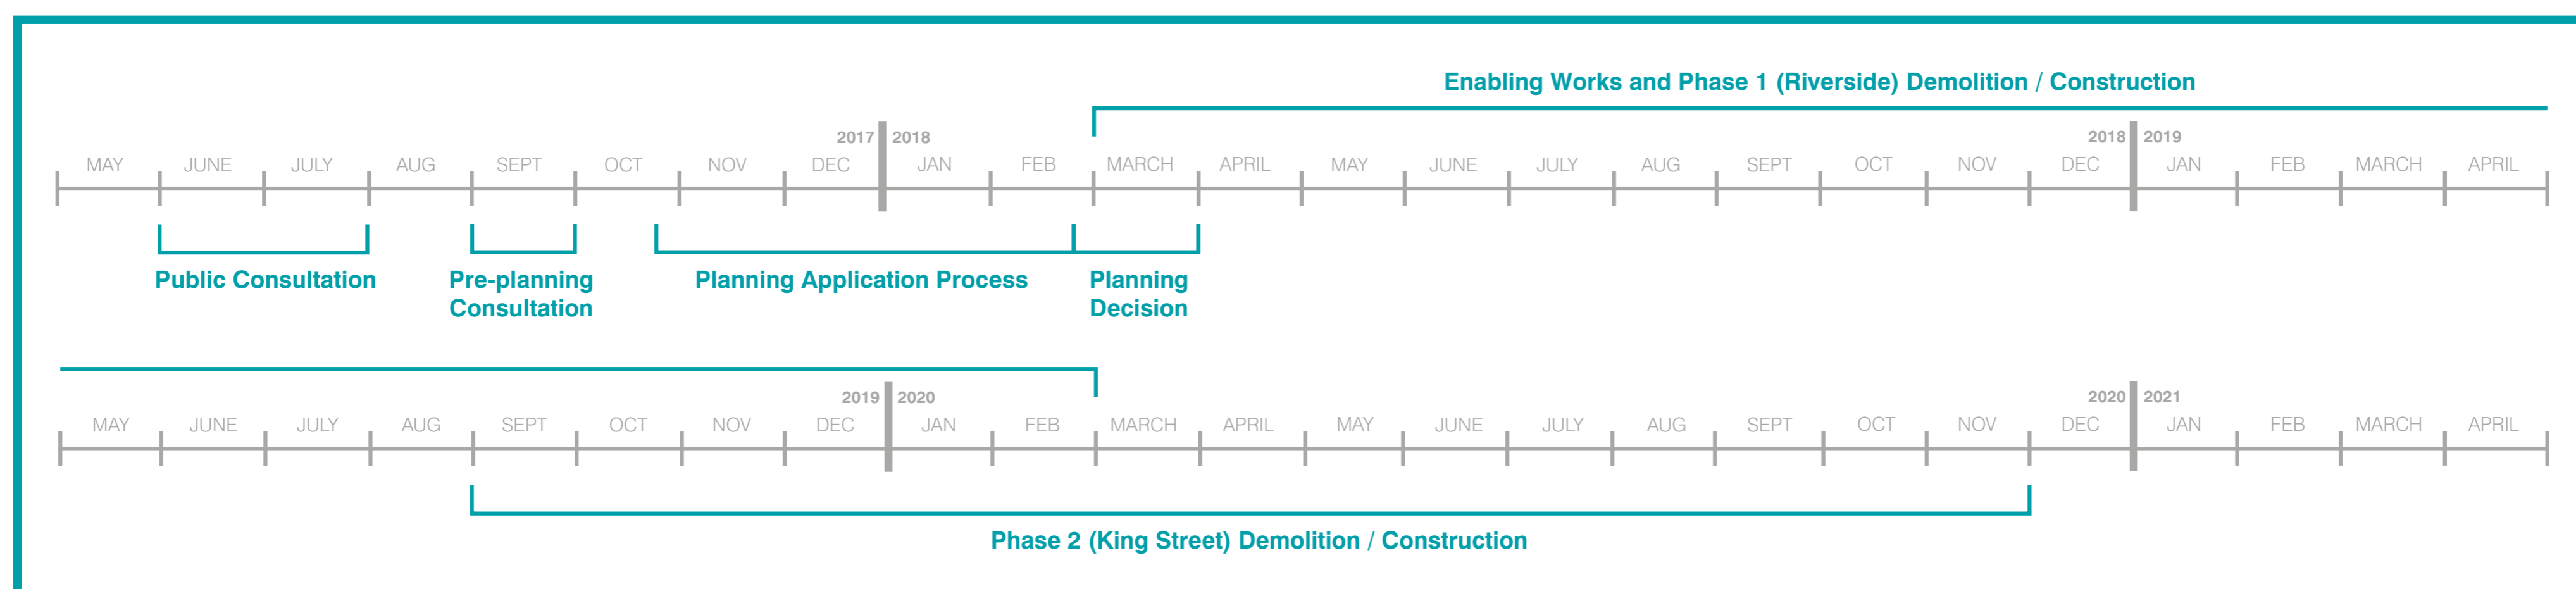 Enabling Works and Phase 1 (Riverside) Demolition / Construction
2017 2018 2018 2019
MAY JUNE JULY AUG SEPT OCT NOV DEC JAN FEB MARCH APRIL MAY JUNE JULY AUG SEPT OCT NOV DEC JAN FEB MARCH APRIL
Public Consultation
Pre-planning
Consultation
Planning Application Process
Planning
Decision
2019 2020 2020 2021
MAY JUNE JULY AUG SEPT OCT NOV DEC JAN FEB MARCH APRIL MAY JUNE JULY AUG SEPT OCT NOV DEC JAN FEB MARCH APRIL
Phase 2 (King Street) Demolition / Construction